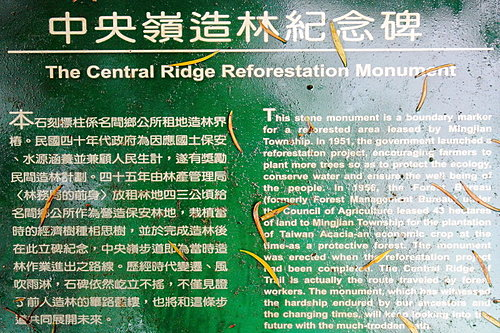 中央嶺造林紀念碑
The Central Ridge Reforestation Monument
本石刻標柱係名間鄉公所租地造林界
樁。民國四十年代政府為因應國土保安
、水源涵養並兼顧人民生計，遂有獎勵
民間造林計劃。四十五年由林產管理局
〈林務局的前身〉放租林地四三公頃給
名間鄉公所作為營造保安林地，栽植當
時的經濟樹種相思樹，並於完成造林後
在此立碑紀念，中央嶺步道即為當時造
林作業進出之路線。歷經時代變遷、風
吹雨淋，石碑依然屹立不搖，不僅見證
了前人造林的篳路藍縷，也將和這條步
道共同展開未來。
This stone monument is a boundary marker
for a reforested area leased by Mingjian
Township. In 1951, the government launched a
reforestation project, encouraging farmers to
plant more trees so as to protect the ecology,
conserve water and ensure the well being of
the people. In 1956, the Forest Bureau
(formerly Forest Management Bureau under
the Council of Agriculture leased 43 hectares
of land to Mingjian Township for the plantation
of Taiwan Acacia-an economic crop at the
time-as a protective forest. The monument
was erected when the reforestation project
had been completed. The Central Ridge
Trail is actually the route traveled by forest
workers. The monument, which has witnessed
the hardship endured by our ancestors and
the changing times, will keep looking into the
future with the much-trodden